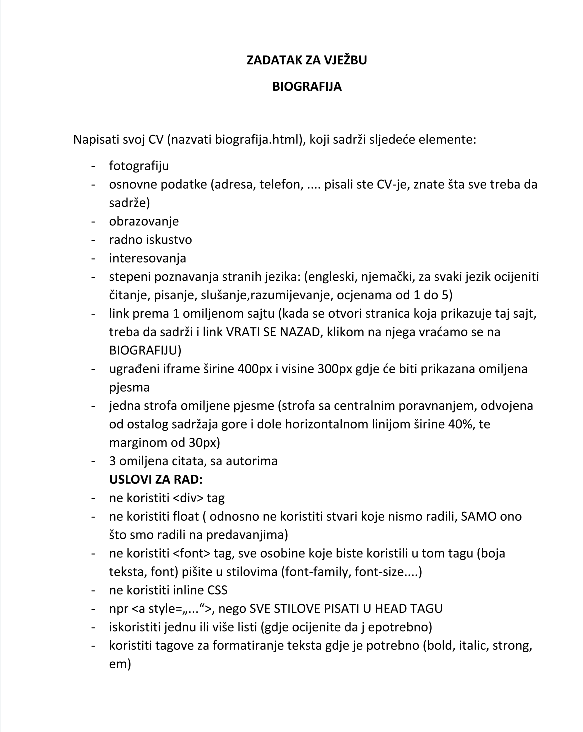 ZADATAK ZA VJEŽBU
BIOGRAFIJA
Napisati svoj CV (nazvati biografija.html), koji sadrži sljedeće elemente:
- fotografiju
- osnovne podatke (adresa, telefon, .... pisali ste CV-je, znate šta sve treba da
sadrže)
- obrazovanje
- radno iskustvo
- interesovanja
- stepeni poznavanja stranih jezika: (engleski, njemački, za svaki jezik ocijeniti
čitanje, pisanje, slušanje,razumijevanje, ocjenama od 1 do 5)
- link prema 1 omiljenom sajtu (kada se otvori stranica koja prikazuje taj sajt,
treba da sadrži i link VRATI SE NAZAD, klikom na njega vraćamo se na
BIOGRAFIJU)
- ugrađeni iframe širine 400px i visine 300px gdje će biti prikazana omiljena
pjesma
- jedna strofa omiljene pjesme (strofa sa centralnim poravnanjem, odvojena
od ostalog sadržaja gore i dole horizontalnom linijom širine 40%, te
marginom od 30px)
- 3 omiljena citata, sa autorima
USLOVI ZA RAD:
- ne koristiti <div> tag
- ne koristiti float ( odnosno ne koristiti stvari koje nismo radili, SAMO ono
što smo radili na predavanjima)
- ne koristiti <font> tag, sve osobine koje biste koristili u tom tagu (boja
teksta, font) pišite u stilovima (font-family, font-size....)
- ne koristiti inline CSS
- npr <a style=„...“>, nego SVE STILOVE PISATI U HEAD TAGU
- iskoristiti jednu ili više listi (gdje ocijenite da j epotrebno)
- koristiti tagove za formatiranje teksta gdje je potrebno (bold, italic, strong,
em)